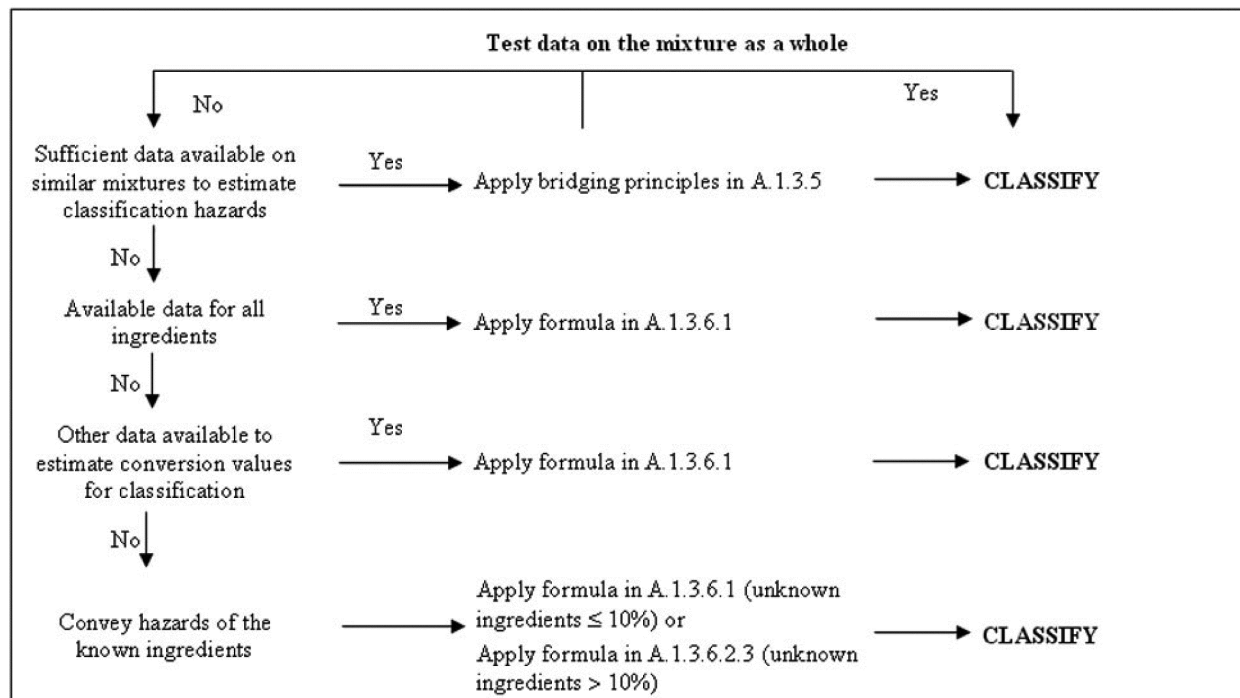 Test data on the mixture as a whole
No
Yes
Sufficient data available on
similar mixtures to estimate
classification hazards
Yes
Apply bridging principles in A.1.3.5
CLASSIFY
No
Available data for all
ingredients
Yes
Apply formula in A.1.3.6.1
CLASSIFY
No
Other data available to
estimate conversion values
for classification
Yes
Apply formula in A.1.3.6.1
CLASSIFY
No
Convey hazards of the
known ingredients
Apply formula in A.1.3.6.1 (unknown
ingredients ≤ 10%) or
Apply formula in A.1.3.6.2.3 (unknown
ingredients > 10%)
CLASSIFY